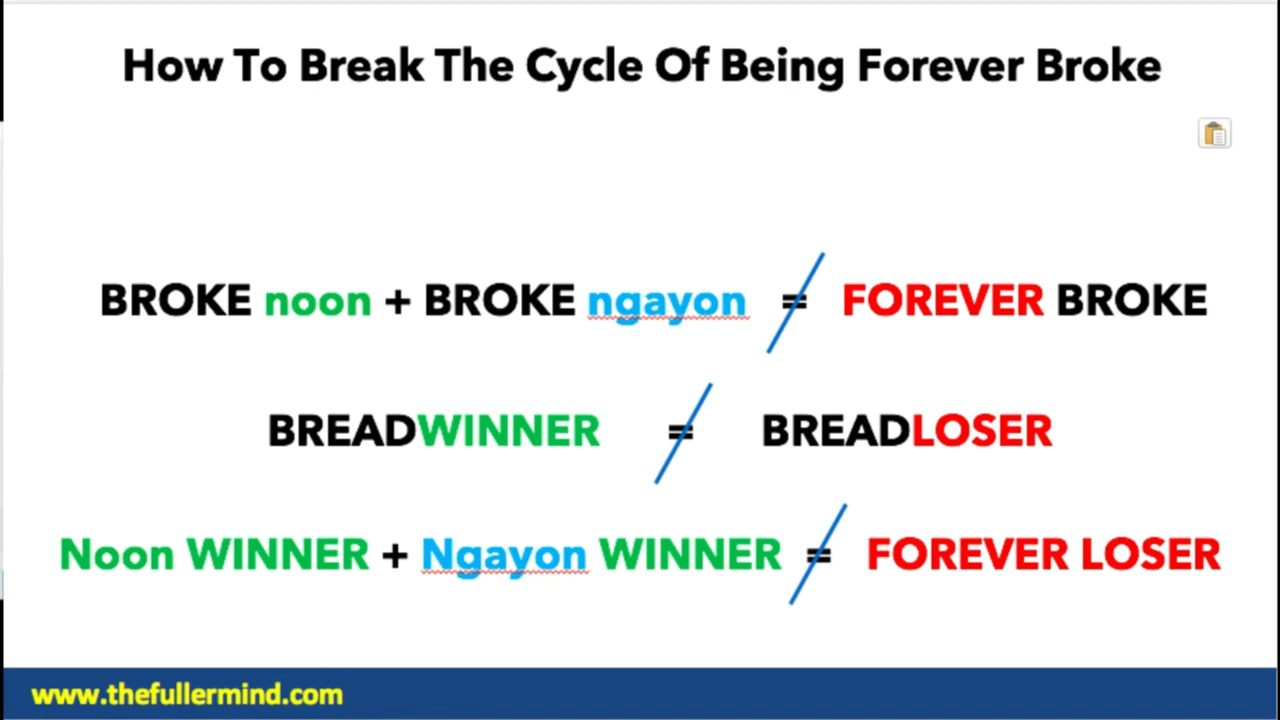 How To Break The Cycle Of Being Forever Broke
BROKE noon + BROKE ngayon ≠ FOREVER BROKE
BREADWINNER ≠ BREADLOSER
Noon WINNER + Ngayon WINNER ≠ FOREVER LOSER
www.thefullermind.com